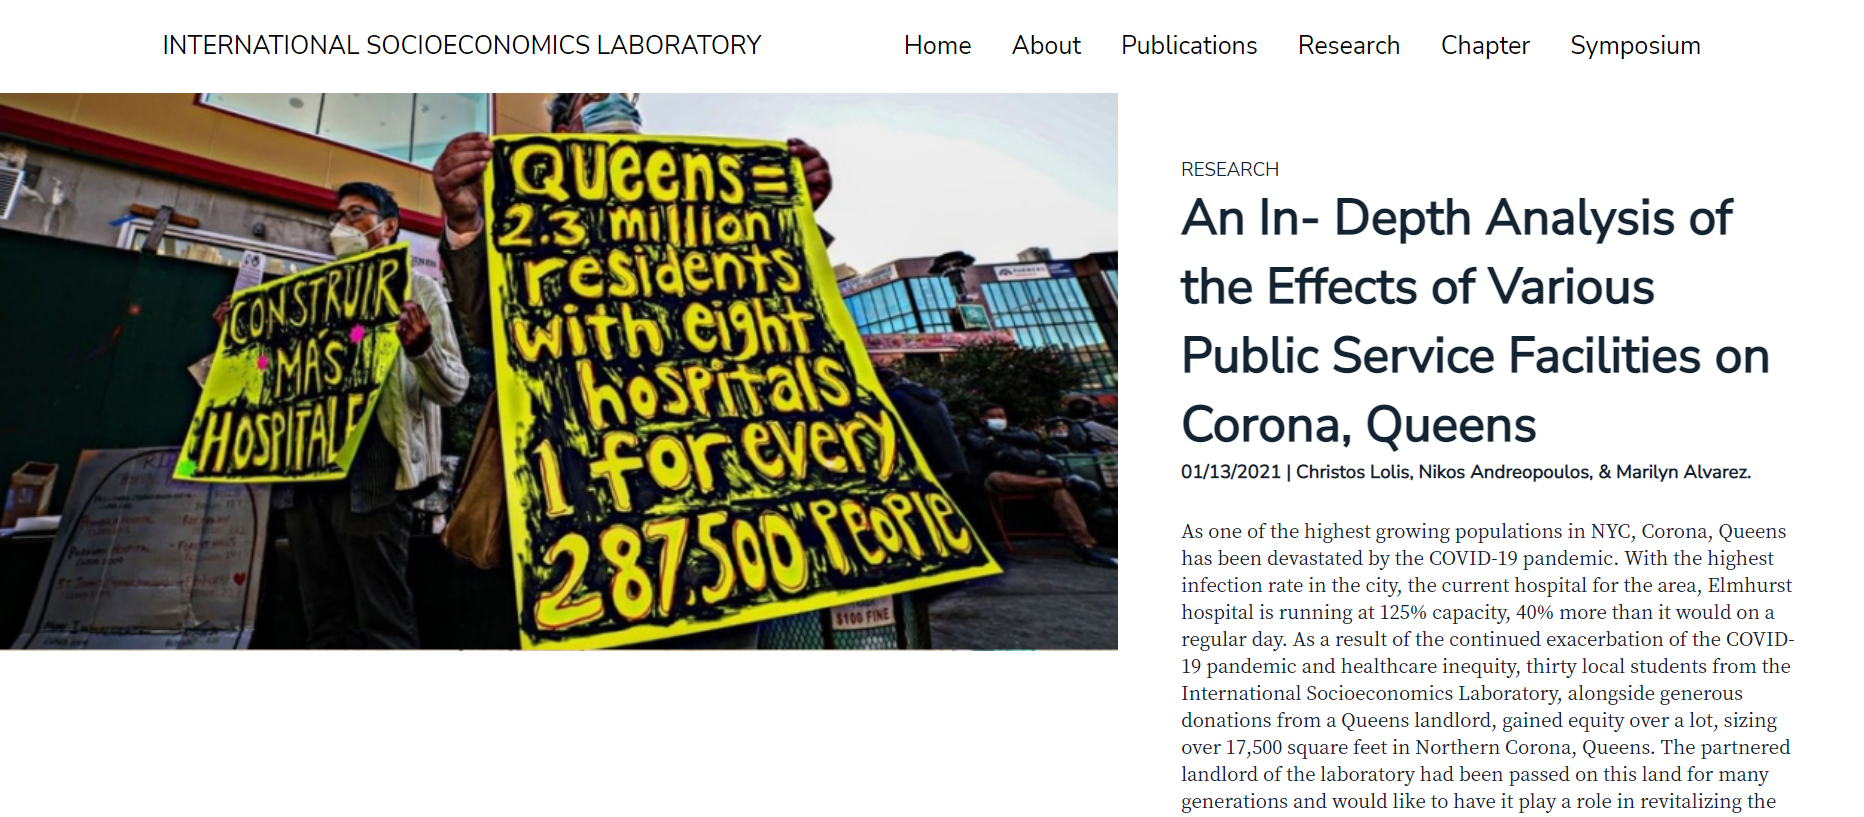 INTERNATIONAL SOCIOECONOMICS LABORATORY
Home About Publications Research Chapter Symposium
CONSTRUIR
MÁS
HOSPITALE
QUEENS=
2.3 million
residents
with eight
hospitals
1 for every
287,500 PEOPLE
$100 FINE
RESEARCH
An In- Depth Analysis of
the Effects of Various
Public Service Facilities on
Corona, Queens
01/13/2021 | Christos Lolis, Nikos Andreopoulos, & Marilyn Alvarez.
As one of the highest growing populations in NYC, Corona, Queens
has been devastated by the COVID-19 pandemic. With the highest
infection rate in the city, the current hospital for the area, Elmhurst
hospital is running at 125% capacity, 40% more than it would on a
regular day. As a result of the continued exacerbation of the COVID-
19 pandemic and healthcare inequity, thirty local students from the
International Socioeconomics Laboratory, alongside generous
donations from a Queens landlord, gained equity over a lot, sizing
over 17,500 square feet in Northern Corona, Queens. The partnered
landlord of the laboratory had been passed on this land for many
generations and would like to have it play a role in revitalizing the